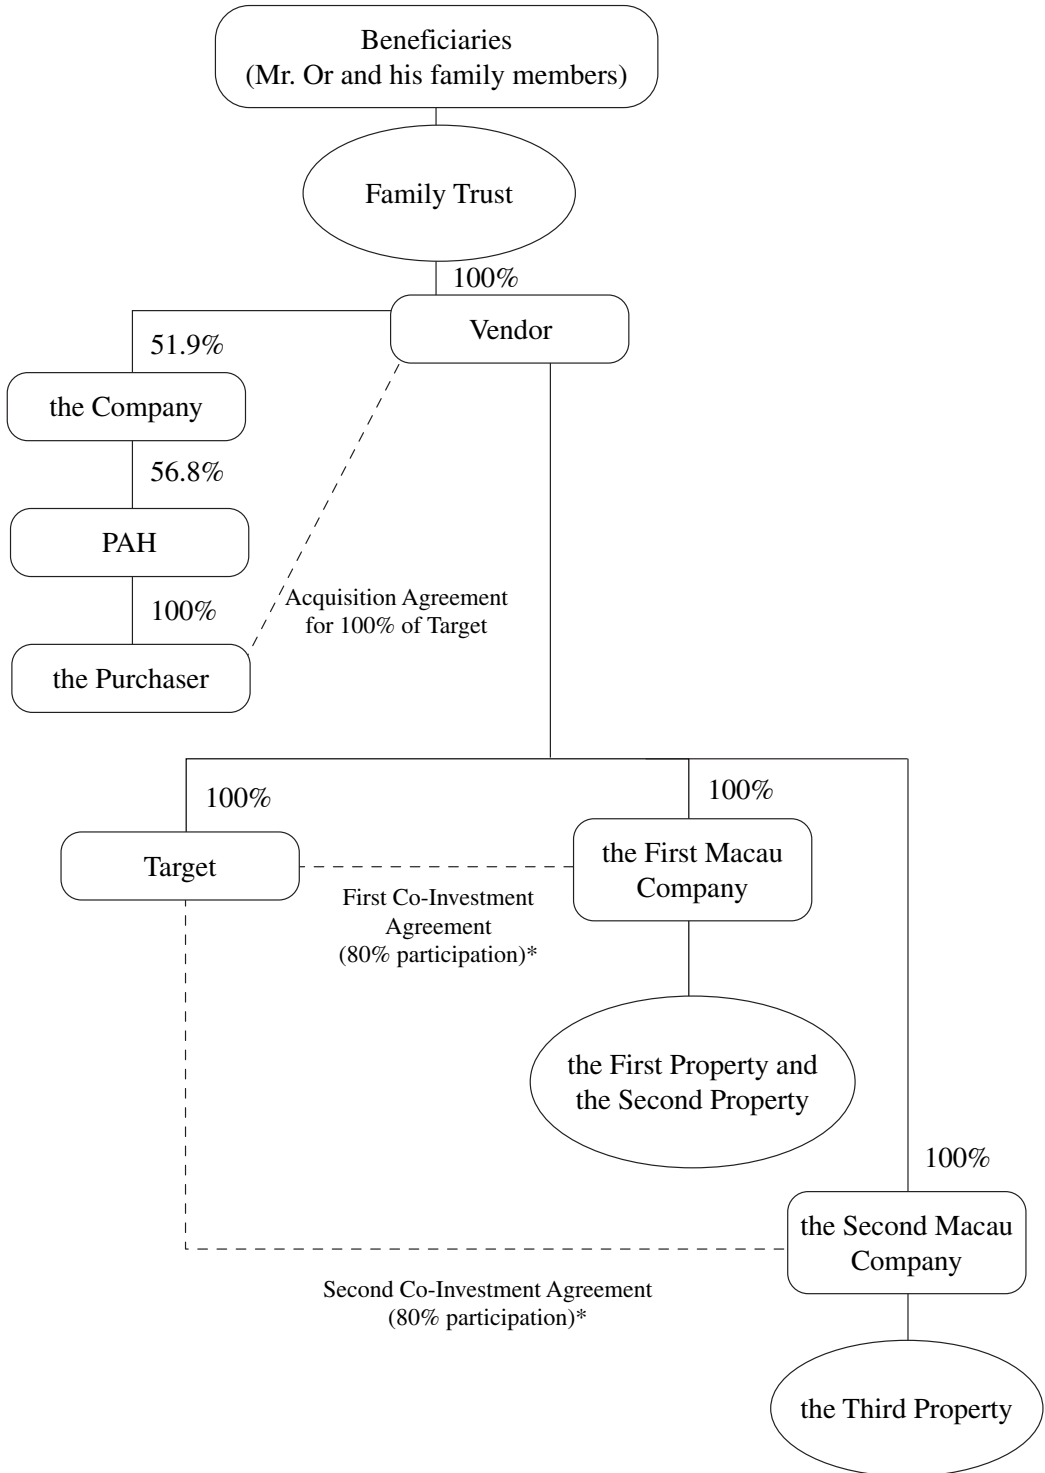 Beneficiaries
(Mr. Or and his family members)
Family Trust
100%
Vendor
51.9%
the Company
56.8%
PAH
100%
the Purchaser
Acquisition Agreement
for 100% of Target
100%
Target
100%
the First Macau
Company
First Co-Investment
Agreement
(80% participation)*
the First Property and
the Second Property
100%
the Second Macau
Company
Second Co-Investment Agreement
(80% participation)*
the Third Property